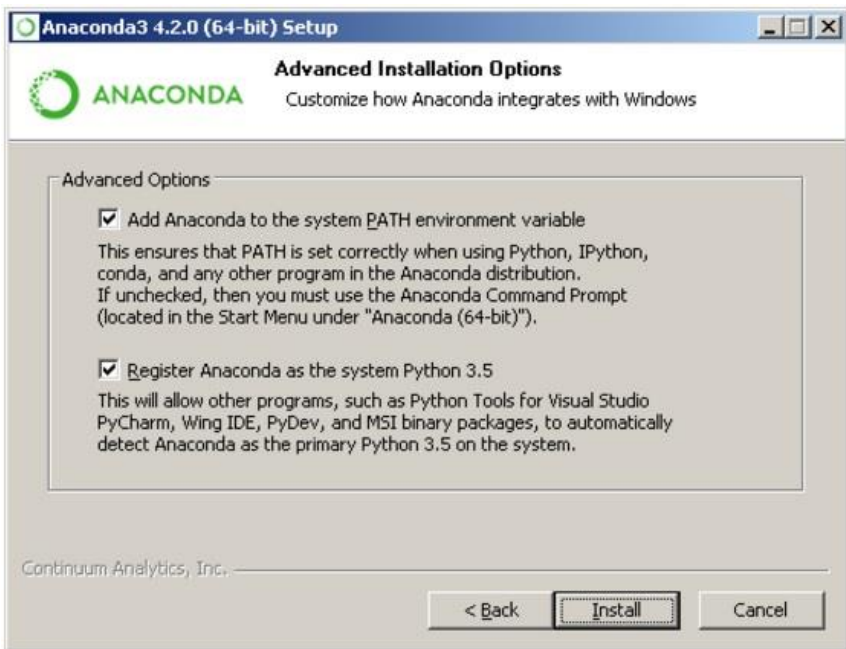 Anaconda3 4.2.0 (64-bit) Setup
ANACONDA
Advanced Installation Options
Customize how Anaconda integrates with Windows
Advanced Options
Add Anaconda to the system PATH environment variable
This ensures that PATH is set correctly when using Python, IPython,
conda, and any other program in the Anaconda distribution.
If unchecked, then you must use the Anaconda Command Prompt
(located in the Start Menu under "Anaconda (64-bit)").
Register Anaconda as the system Python 3.5
This will allow other programs, such as Python Tools for Visual Studio
PyCharm, Wing IDE, PyDev, and MSI binary packages, to automatically
detect Anaconda as the primary Python 3.5 on the system.
Continuum Analytics, Inc.
< Back Install Cancel